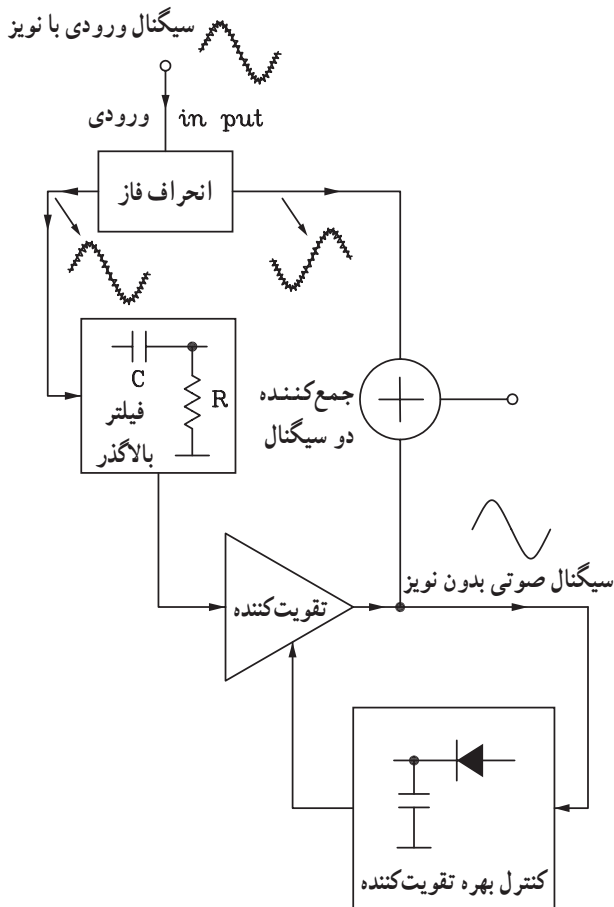 سیگنال ورودی با نویز
ورودی
in put
انحراف فاز
C
R
فیلتر
بالاگذر
جمع‌کننده
دو سیگنال
سیگنال صوتی بدون نویز
تقویت‌کننده
کنترل بهره تقویت‌کننده